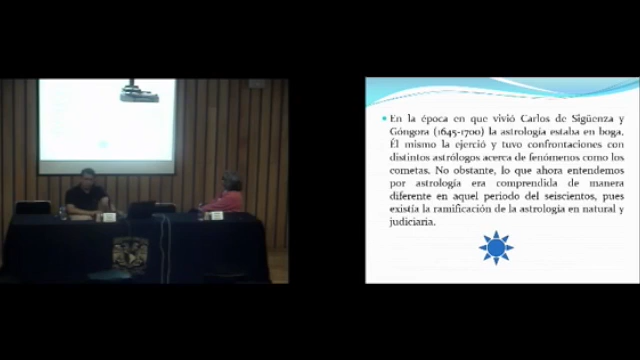 En la época en que vivió Carlos de Sigüenza y
Góngora (1645-1700) la astrología estaba en boga.
Él mismo la ejerció y tuvo confrontaciones con
distintos astrólogos acerca de fenómenos como los
cometas. No obstante, lo que ahora entendemos
por astrología era comprendida de manera
diferente en aquel periodo del seiscientos, pues
existía la ramificación de la astrología en natural y
judiciaria.